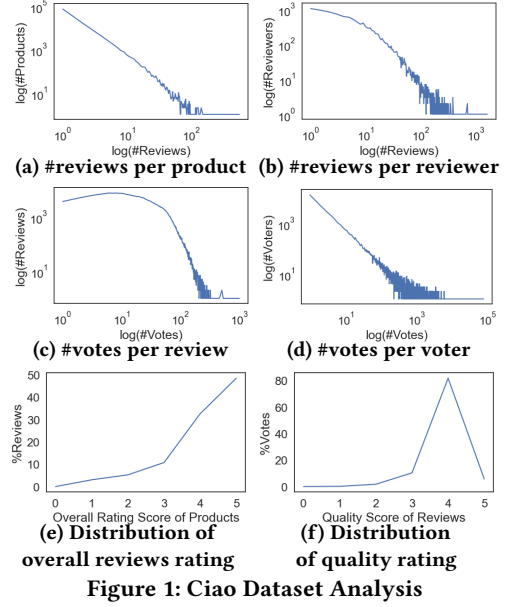 10^5
10^3
10^1
log(#Products)
10^0 10^2
log(#Reviews)
(a) #reviews per product
10^3
10^2
10^1
10^0
log(#Reviewers)
10^0 10^1 10^2 10^3
log(#Reviews)
(b) #reviews per reviewer
10^3
10^1
log(#Reviews)
10^0 10^1 10^2 10^3
log(#Votes)
(c) #votes per review
10^3
10^1
log(#Voters)
10^1 10^3 10^5
log(#Votes)
(d) #votes per voter
50
40
30
20
10
0
%Reviews
0 1 2 3 4 5
Overall Rating Score of Products
(e) Distribution of
overall reviews rating
80
60
40
20
0
%Votes
0 1 2 3 4 5
Quality Score of Reviews
(f) Distribution
of quality rating
Figure 1: Ciao Dataset Analysis